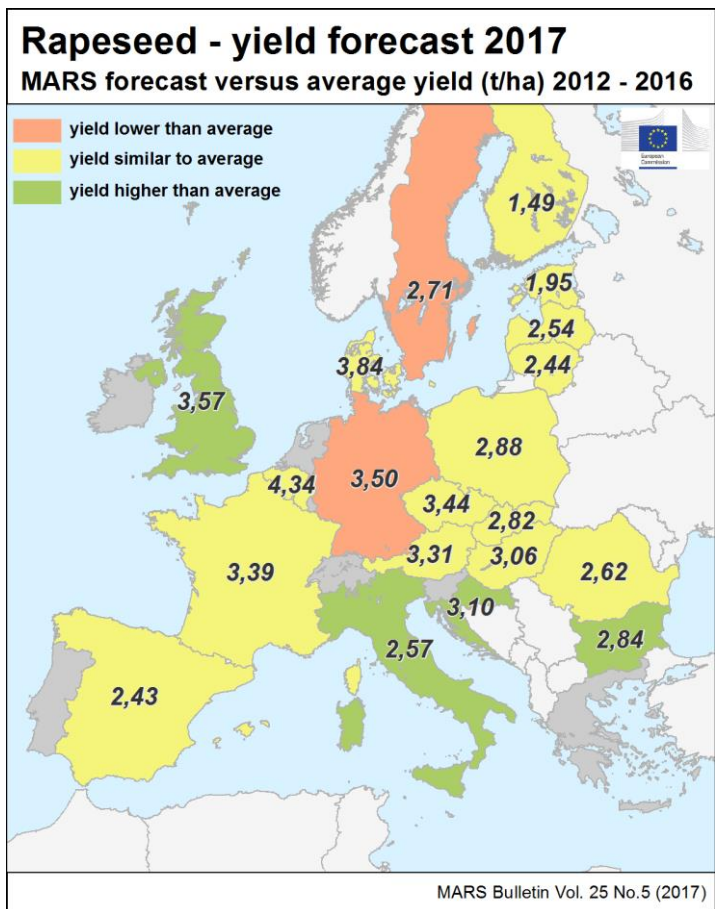 Rapeseed - yield forecast 2017
MARS forecast versus average yield (t/ha) 2012 - 2016
yield lower than average
yield similar to average
yield higher than average
European
Commission
1,49
1,95
2,71
2,54
2,44
3,84
3,57
2,88
3,50
4,34
3,44
2,82
3,31
3,06
3,39
2,62
3,10
2,84
2,57
2,43
MARS Bulletin Vol. 25 No.5 (2017)